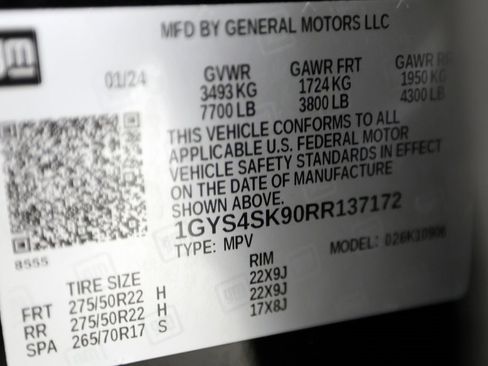 MFD BY GENERAL MOTORS LLC
gm
01/24 GVWR GAWR FRT GAWR RR
3493 KG 1724 KG 1950 KG
7700 LB 3800 LB 4300 LB
THIS VEHICLE CONFORMS TO ALL
APPLICABLE U.S. FEDERAL MOTOR
VEHICLE SAFETY STANDARDS IN EFFECT
ON THE DATE OF MANUFACTURE
SHOWN ABOVE.
1GYS4SK90RR137172
8555 TYPE: MPV MODEL:
TIRE SIZE RIM
FRT 275/50R22 H 22X9J
RR 275/50R22 H 22X9J
SPA 265/70R17 S 17X8J